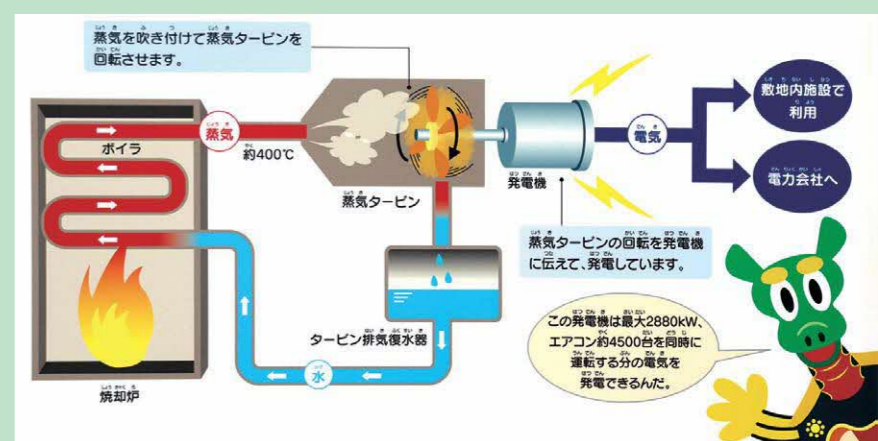 蒸気を吹き付けて蒸気タービンを
回転させます。
ボイラ
蒸気
約400℃
蒸気タービン
発電機
電気
敷地内施設で
利用
電力会社へ
蒸気タービンの回転を発電機
に伝えて、発電しています。
タービン排気復水器
水
焼却炉
この発電機は最大2880kW、
エアコン約4500台を同時に
運転する分の電気を
発電できるんだ。